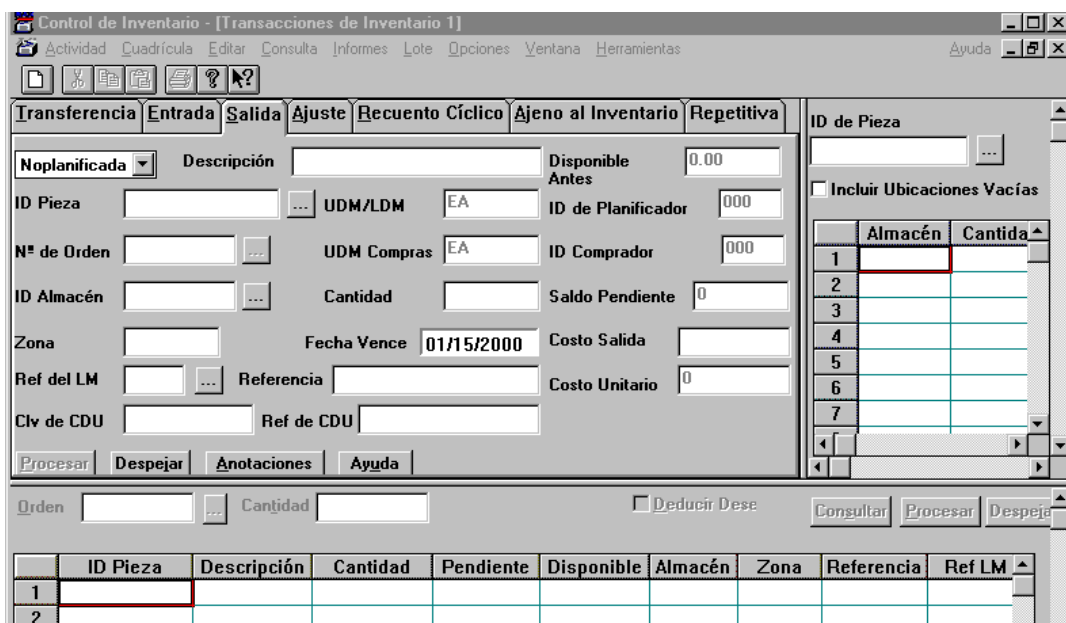 Control de Inventario - [Transacciones de Inventario 1]
Actividad Cuadrícula Editar Consulta Informes Lote Opciones Ventana Herramientas Ayuda
Transferencia Entrada Salida Ajuste Recuento Cíclico Ajeno al Inventario Repetitiva
ID de Pieza
...
Incluir Ubicaciones Vacías
Almacén Cantida
1
2
3
4
5
6
7
Noplanificada Descripción Disponible Antes 0.00
ID Pieza ... UDM/LDM EA ID de Planificador 000
Nº de Orden ... UDM Compras EA ID Comprador 000
ID Almacén ... Cantidad Saldo Pendiente 0
Zona Fecha Vence 01/15/2000 Costo Salida
Ref del LM ... Referencia Costo Unitario 0
Clv de CDU Ref de CDU
Procesar Despejar Anotaciones Ayuda
Orden ... Cantidad Deducir Dese Consultar Procesar Despeja
ID Pieza Descripción Cantidad Pendiente Disponible Almacén Zona Referencia Ref LM
1
2